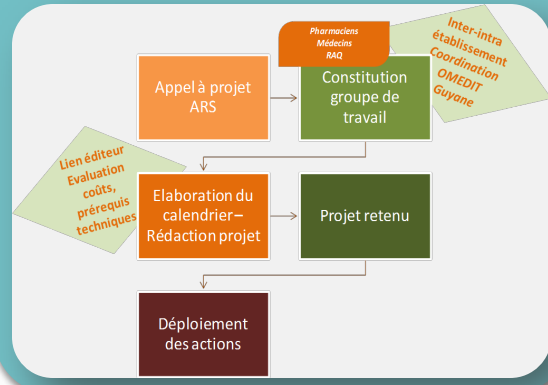 Pharmaciens
Médecins
RAQ
Inter-intra
établissement
Coordination
OMEDIT
Guyane
Appel à projet
ARS
Constitution
groupe de
travail
Lien éditeur
Evaluation
coûts,
prérequis
techniques
Elaboration du
calendrier–
Rédaction projet
Projet retenu
Déploiement
des actions